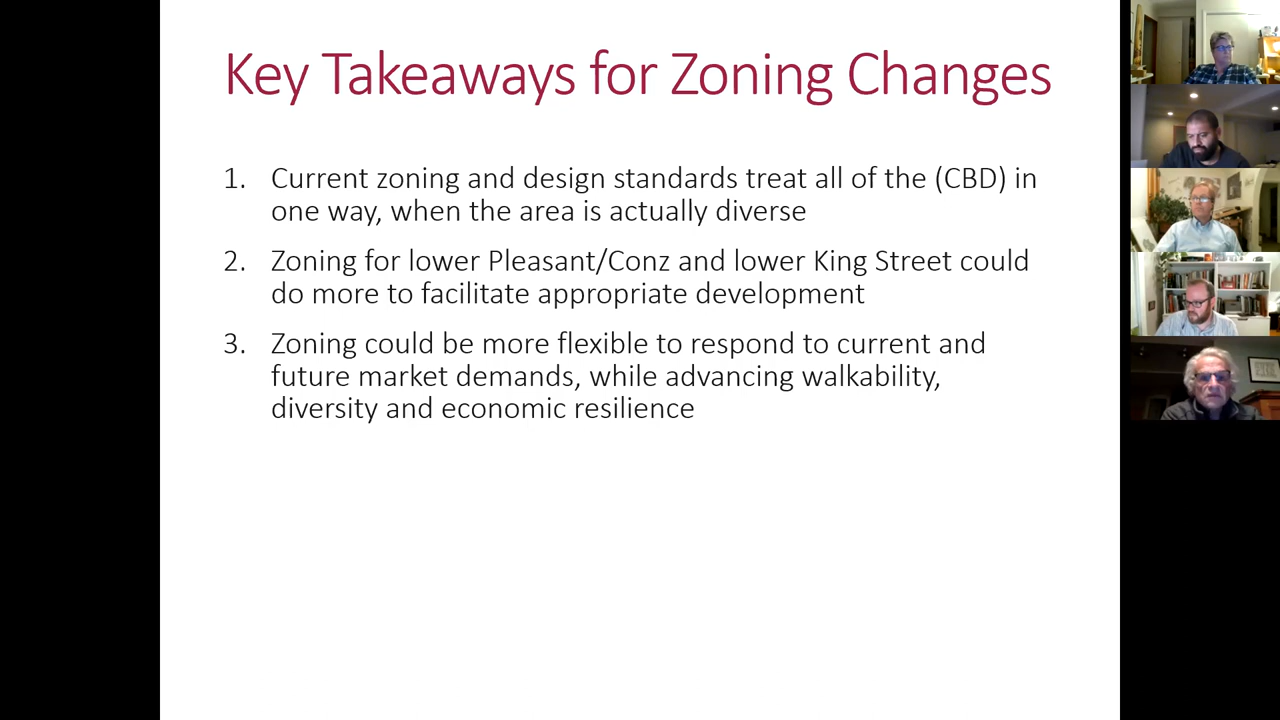 Key Takeaways for Zoning Changes
1. Current zoning and design standards treat all of the (CBD) in
one way, when the area is actually diverse
2. Zoning for lower Pleasant/Conz and lower King Street could
do more to facilitate appropriate development
3. Zoning could be more flexible to respond to current and
future market demands, while advancing walkability,
diversity and economic resilience